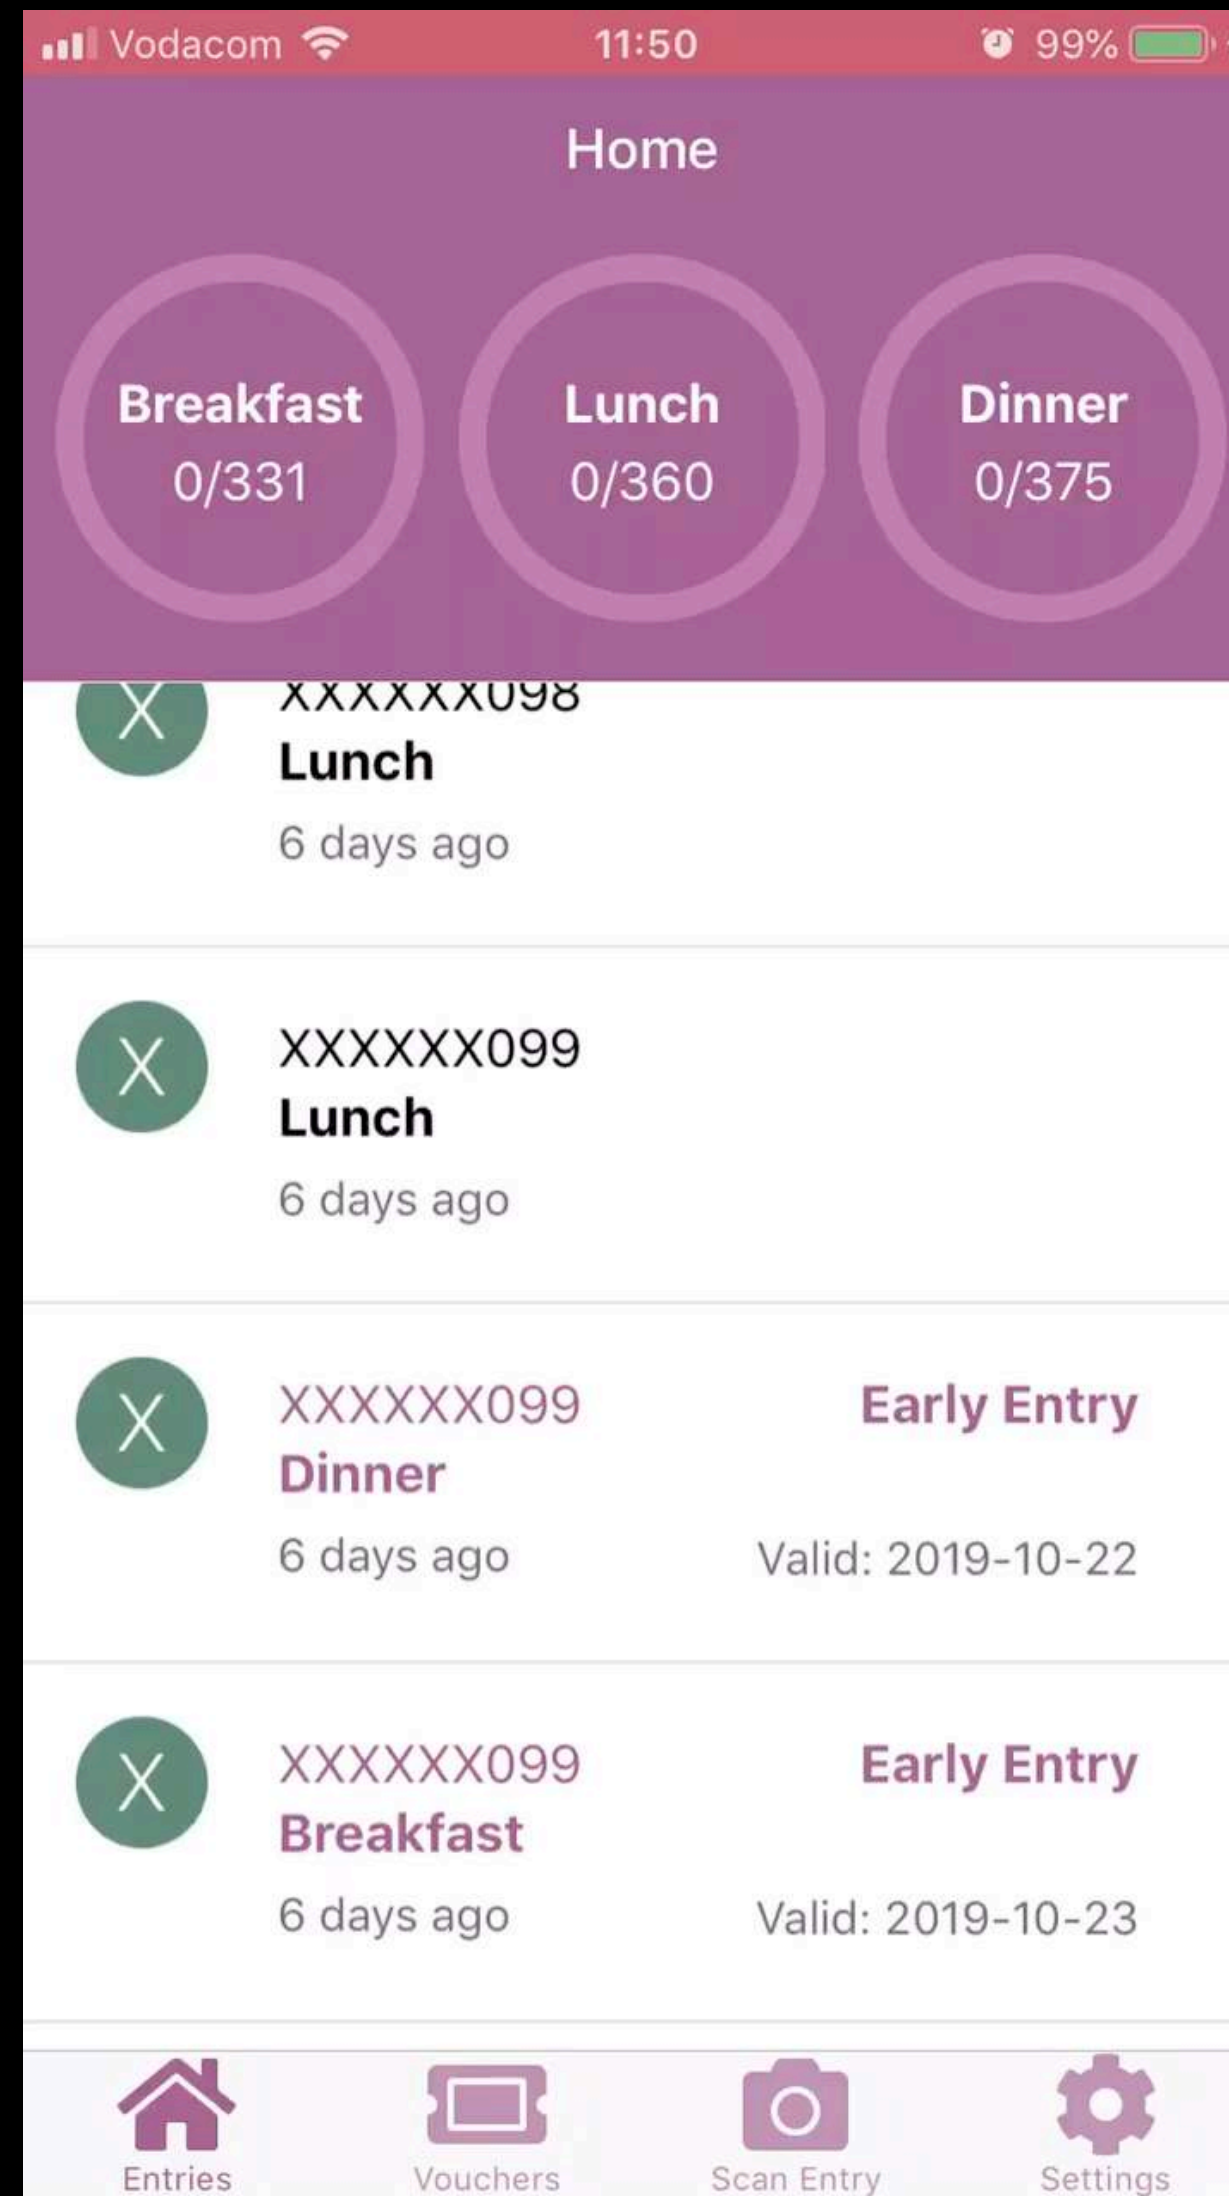 Vodacom 11:50 99%
Home
Breakfast Lunch Dinner
0/331 0/360 0/375
X XXXXXX098
Lunch
6 days ago
X XXXXXX099
Lunch
6 days ago
X XXXXXX099 Early Entry
Dinner
6 days ago Valid: 2019-10-22
X XXXXXX099 Early Entry
Breakfast
6 days ago Valid: 2019-10-23
Entries Vouchers Scan Entry Settings